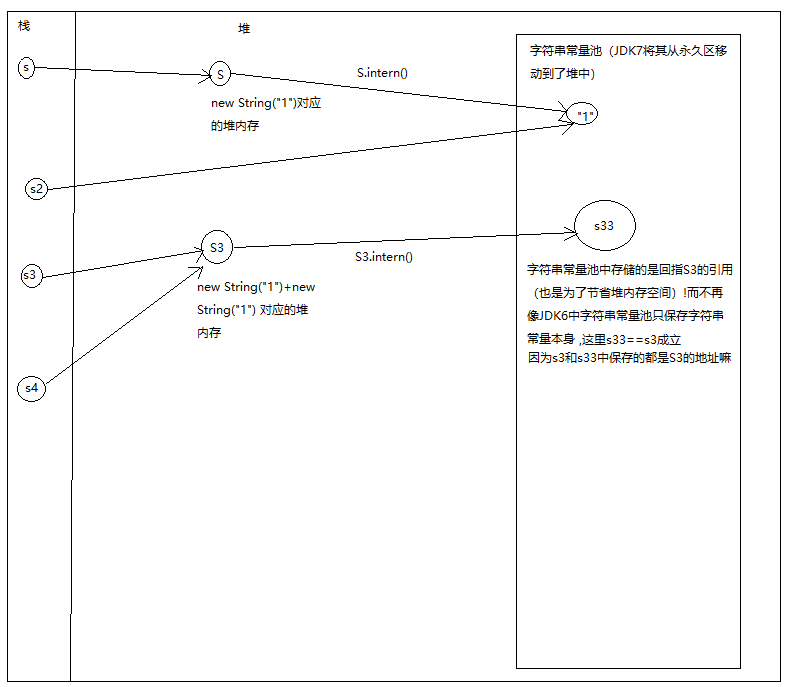 栈
堆
字符串常量池（JDK7将其从永久区移
动到了堆中）
s
S
S.intern()
new String("1")对应
的堆内存
"1"
s2
s3
S3
S3.intern()
s33
new String("1")+new
String("1") 对应的堆
内存
字符串常量池中存储的是回指S3的引用
（也是为了节省堆内存空间）!而不再
像JDK6中字符串常量池只保存字符串
常量本身 ,这里s33==s3成立
因为s3和s33中保存的都是S3的地址嘛
s4